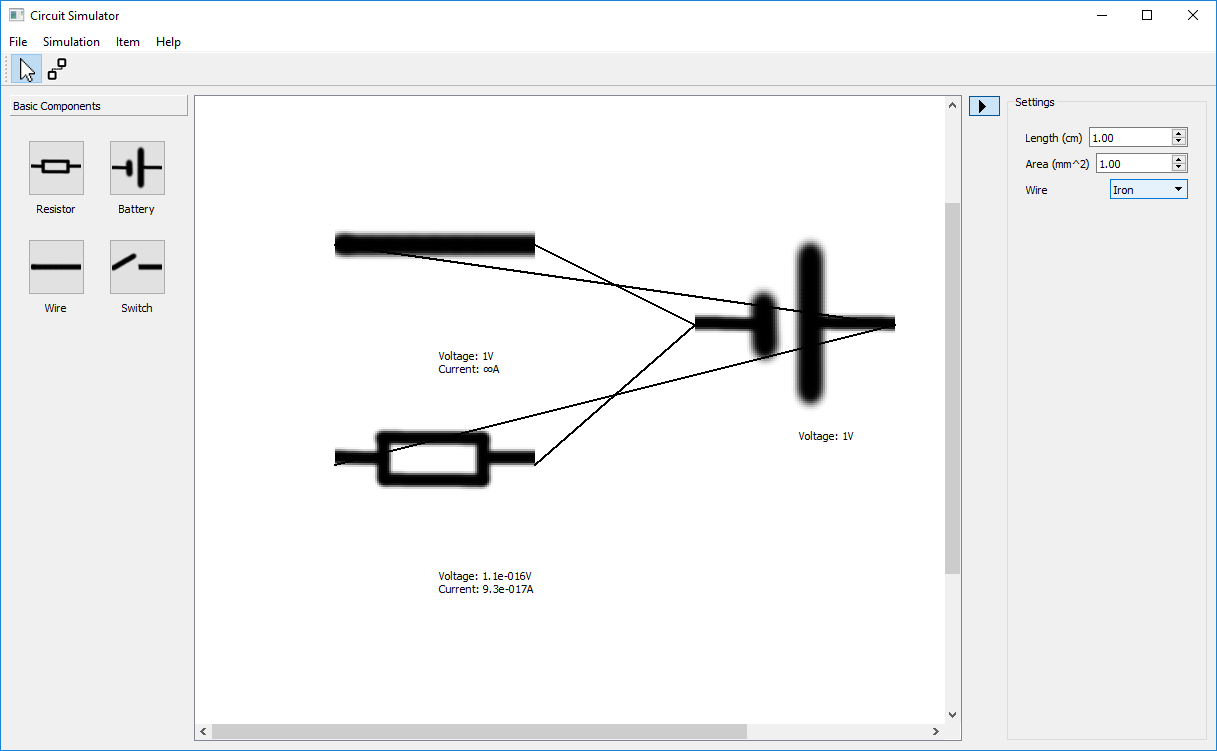 Circuit Simulator
File Simulation Item Help
Basic Components
Resistor Battery
Wire Switch
Voltage: 1V
Current: ∞A
Voltage: 1V
Voltage: 1.1e-016V
Current: 9.3e-017A
Settings
Length (cm) 1.00
Area (mm^2) 1.00
Wire Iron